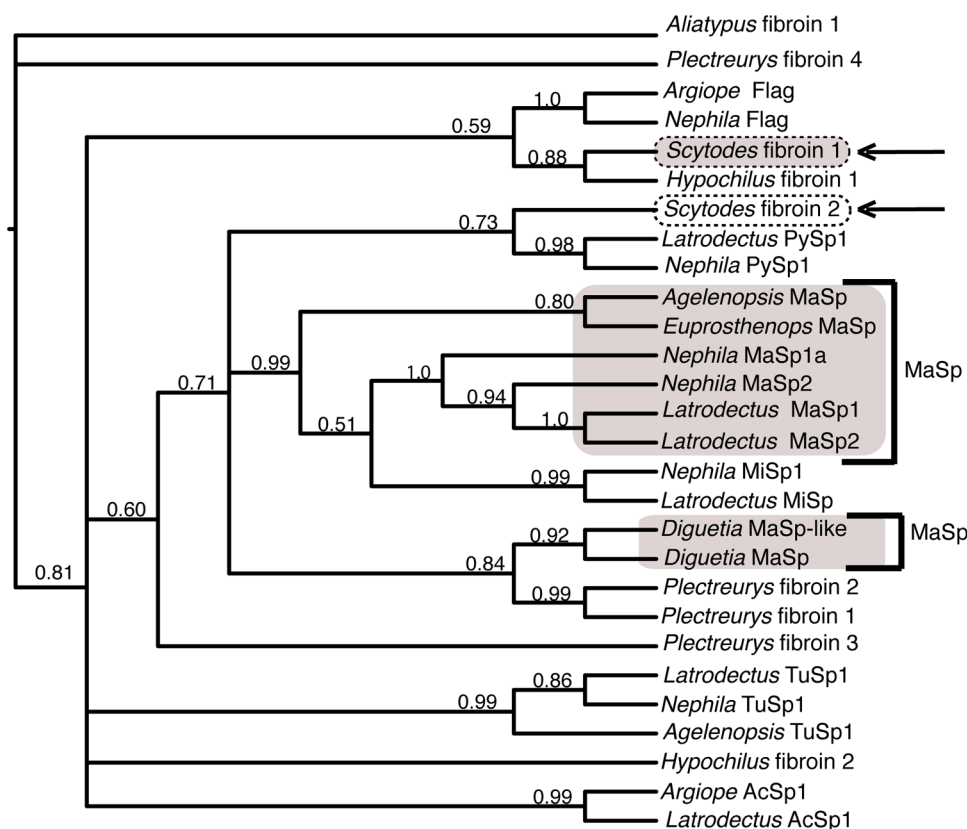 Aliatypus fibroin 1
Plectreurys fibroin 4
Argiope Flag
1.0
Nephila Flag
0.59
Scytodes fibroin 1
0.88
Hypochilus fibroin 1
Scytodes fibroin 2
0.73
Latrodectus PySp1
0.98
Nephila PySp1
Agelenopsis MaSp
0.80
Euprosthenops MaSp
Nephila MaSp1a
0.99
1.0
MaSp
0.71
Nephila MaSp2
0.94
Latrodectus MaSp1
0.51
1.0
Latrodectus MaSp2
Nephila MiSp1
0.99
Latrodectus MiSp
0.60
Diguetia MaSp-like
0.92
MaSp
Diguetia MaSp
0.84
0.81
Plectreurys fibroin 2
0.99
Plectreurys fibroin 1
Plectreurys fibroin 3
Latrodectus TuSp1
0.86
Nephila TuSp1
0.99
Agelenopsis TuSp1
Hypochilus fibroin 2
Argiope AcSp1
0.99
Latrodectus AcSp1